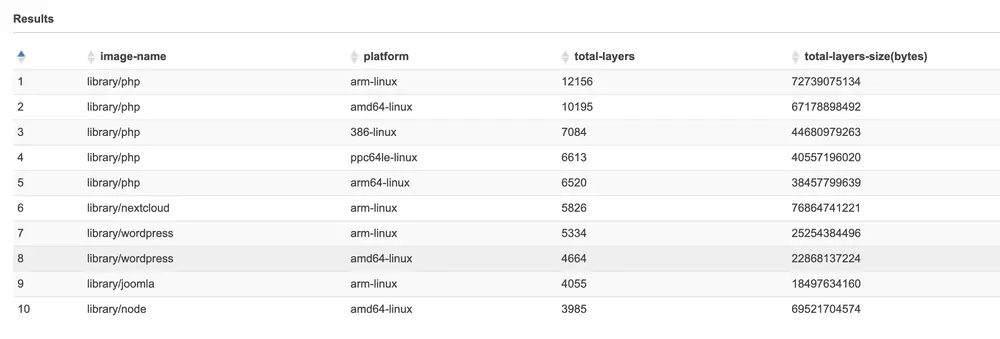 Results
image-name platform total-layers total-layers-size(bytes)
1 library/php arm-linux 12156 72739075134
2 library/php amd64-linux 10195 67178898492
3 library/php 386-linux 7084 44680979263
4 library/php ppc64le-linux 6613 40557196020
5 library/php arm64-linux 6520 38457799639
6 library/nextcloud arm-linux 5826 76864741221
7 library/wordpress arm-linux 5334 25254384496
8 library/wordpress amd64-linux 4664 22868137224
9 library/joomla arm-linux 4055 18497634160
10 library/node amd64-linux 3985 69521704574